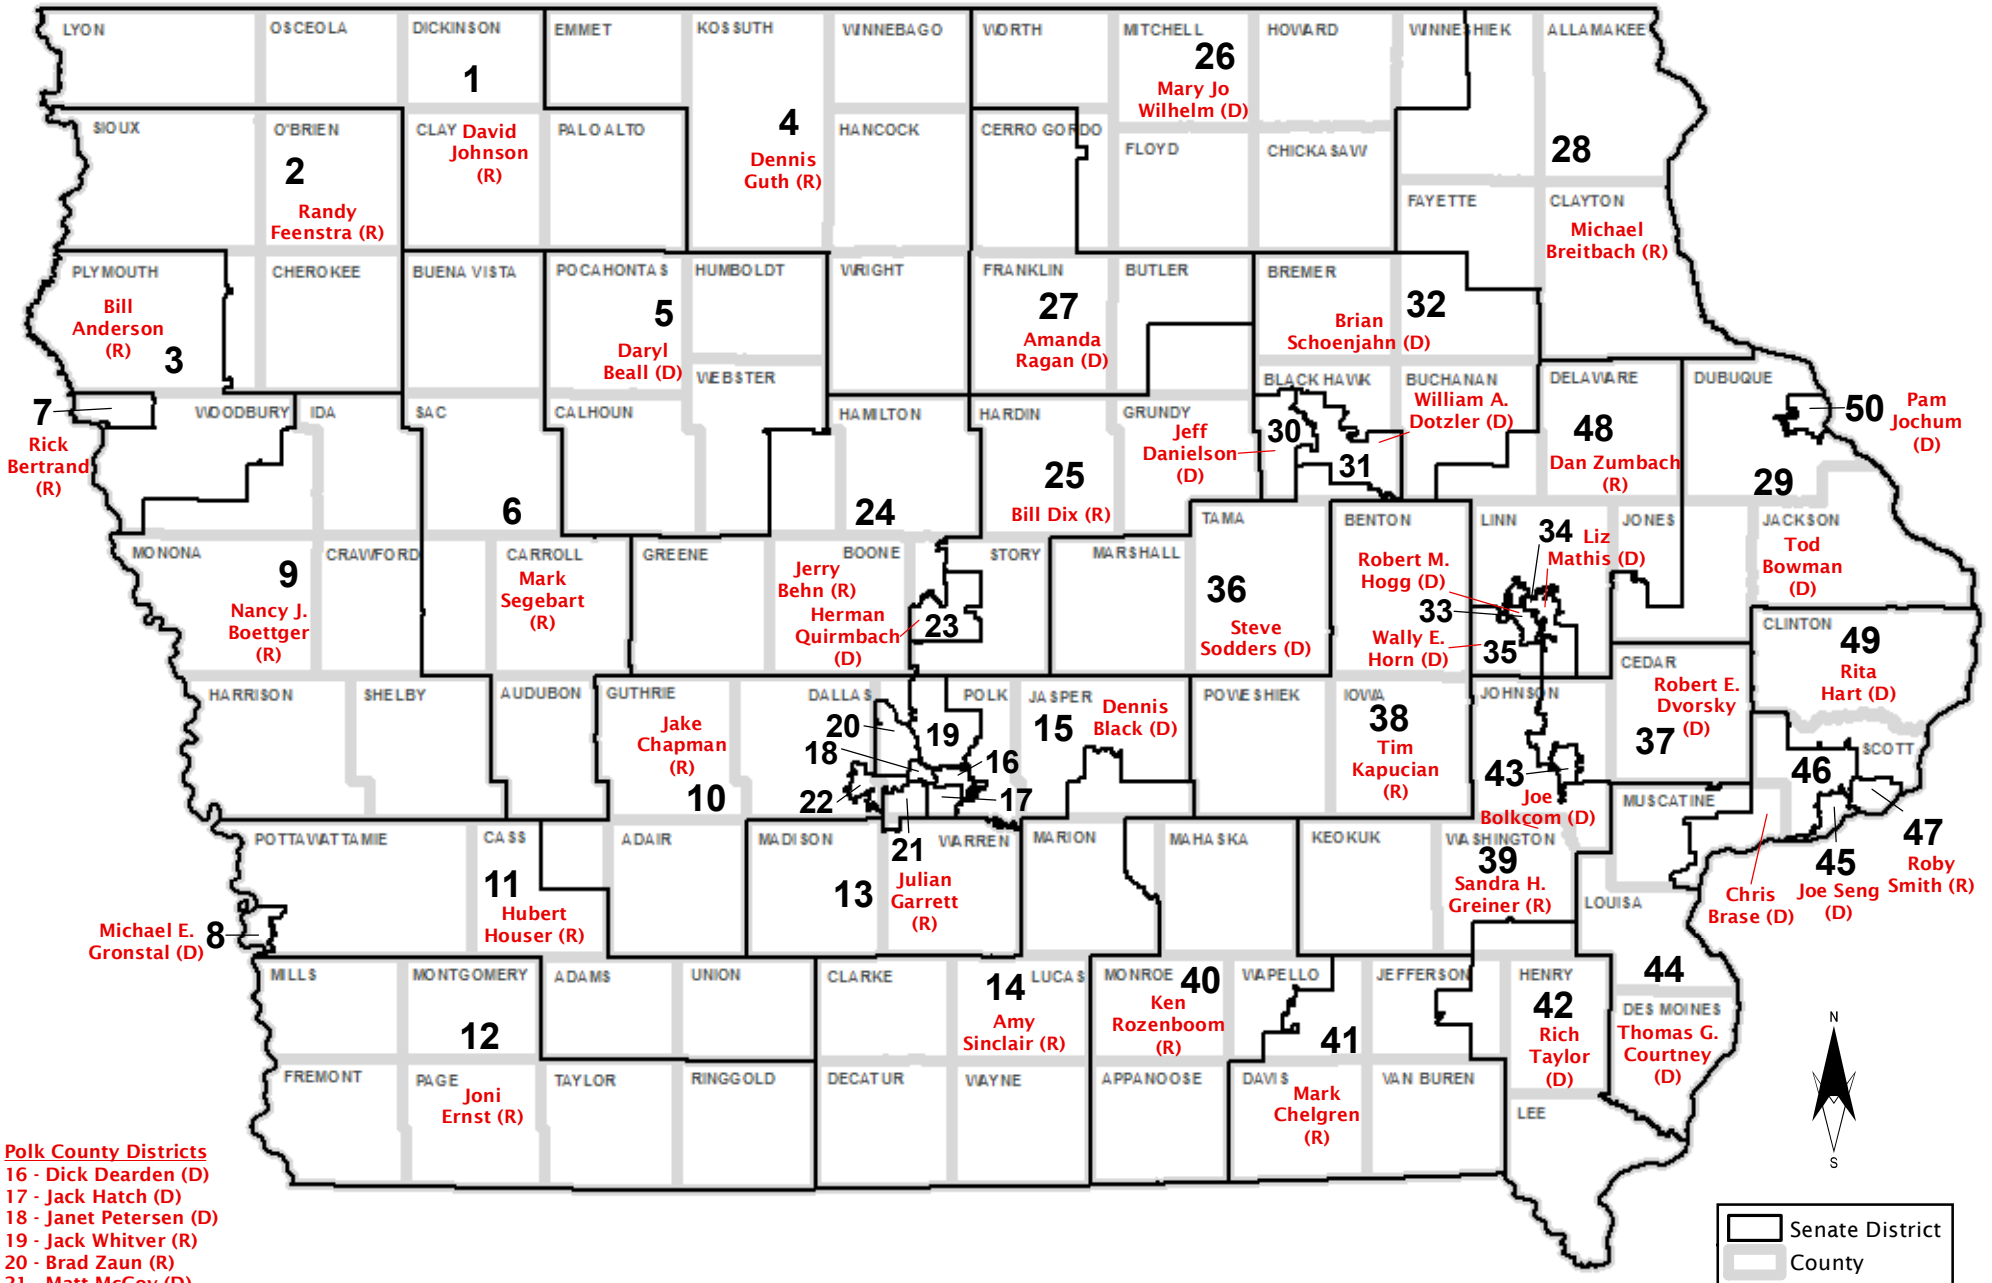 LYON
OSCEOLA
DICKINSON
EMMET
KOSSUTH
WINNEBAGO
WORTH
MITCHELL
HOWARD
WINNESHIEK
ALLAMAKEE
1
26
Mary Jo
Wilhelm (D)
SIOUX
O'BRIEN
CLAY
David
Johnson
(R)
PALO ALTO
4
Dennis
Guth (R)
HANCOCK
CERRO GORDO
FLOYD
CHICKASAW
28
2
Randy
Feenstra (R)
FAYETTE
CLAYTON
Michael
Breitbach (R)
PLYMOUTH
CHEROKEE
BUENA VISTA
POCAHONTAS
HUMBOLDT
WRIGHT
FRANKLIN
BUTLER
BREMER
Bill
Anderson
(R)
3
5
Daryl
Beall (D)
27
Amanda
Ragan (D)
32
Brian
Schoenjahn (D)
WEBSTER
BLACK HAWK
BUCHANAN
DELAWARE
DUBUQUE
7
Rick
Bertrand
(R)
WOODBURY
IDA
SAC
CALHOUN
HAMILTON
HARDIN
GRUNDY
William A.
Dotzler (D)
Jeff
Danielson
(D)
30
31
48
Dan Zumbach
(R)
50
Pam
Jochum
(D)
25
Bill Dix (R)
29
6
24
TAMA
BENTON
LINN
JONES
JACKSON
34
Liz
Mathis (D)
Tod
Bowman
(D)
MONONA
CRAWFORD
CARROLL
GREENE
BOONE
STORY
MARSHALL
9
Nancy J.
Boettger
(R)
Mark
Segebart
(R)
Jerry
Behn (R)
Herman
Quirmbach
(D)
23
36
Steve
Sodders (D)
Robert M.
Hogg (D)
33
Wally E.
Horn (D)
35
CLINTON
49
Rita
Hart (D)
CEDAR
Robert E.
Dvorsky
(D)
37
HARRISON
SHELBY
AUDUBON
GUTHRIE
DALLAS
POLK
JASPER
POWESHIEK
IOWA
JOHNSON
Jake
Chapman
(R)
10
20
18
22
19
16
17
15
Dennis
Black (D)
38
Tim
Kapucian
(R)
43
Joe
Bolkcom (D)
SCOTT
46
MUSCATINE
POTTAWATTAMIE
CASS
ADAIR
MADISON
WARREN
MARION
MAHASKA
KEOKUK
WASHINGTON
11
Hubert
Houser (R)
13
21
Julian
Garrett
(R)
39
Sandra H.
Greiner (R)
LOUISA
Chris
Brase (D)
45
Joe Seng
(D)
47
Roby
Smith (R)
Michael E.
Gronstal (D)
8
MILLS
MONTGOMERY
ADAMS
UNION
CLARKE
LUCAS
MONROE
WAPELLO
JEFFERSON
HENRY
44
DES MOINES
Thomas G.
Courtney
(D)
12
14
Amy
Sinclair (R)
40
Ken
Rozenboom
(R)
41
42
Rich
Taylor
(D)
FREMONT
PAGE
TAYLOR
RINGGOLD
DECATUR
WAYNE
APPANOOSE
DAVIS
VAN BUREN
LEE
Joni
Ernst (R)
Mark
Chelgren
(R)
N
S
Polk County Districts
16 - Dick Dearden (D)
17 - Jack Hatch (D)
18 - Janet Petersen (D)
19 - Jack Whitver (R)
20 - Brad Zaun (R)
21 - Matt McCoy (D)
Senate District
County